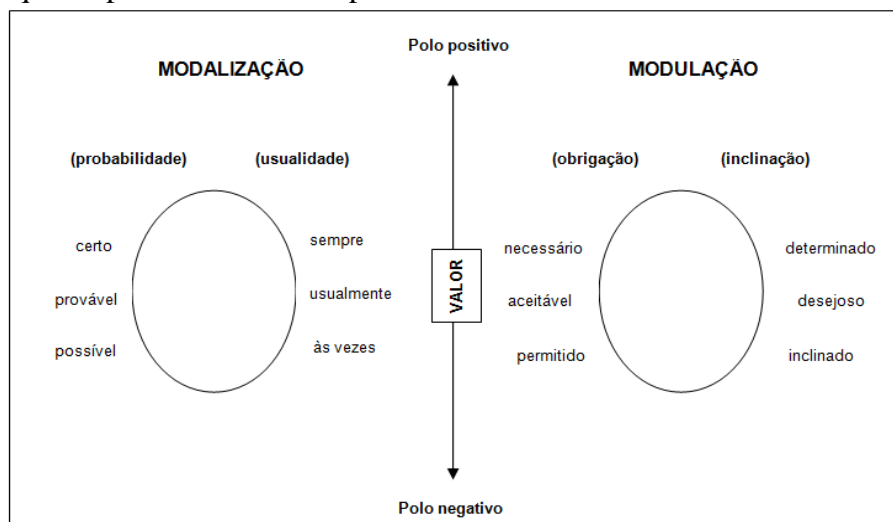 Polo positivo
MODALIZAÇÃO
MODULAÇÃO
(probabilidade) (usualidade)
(obrigação) (inclinação)
certo
sempre
provável
usualmente
possível
às vezes
VALOR
necessário
determinado
aceitável
desejoso
permitido
inclinado
Polo negativo